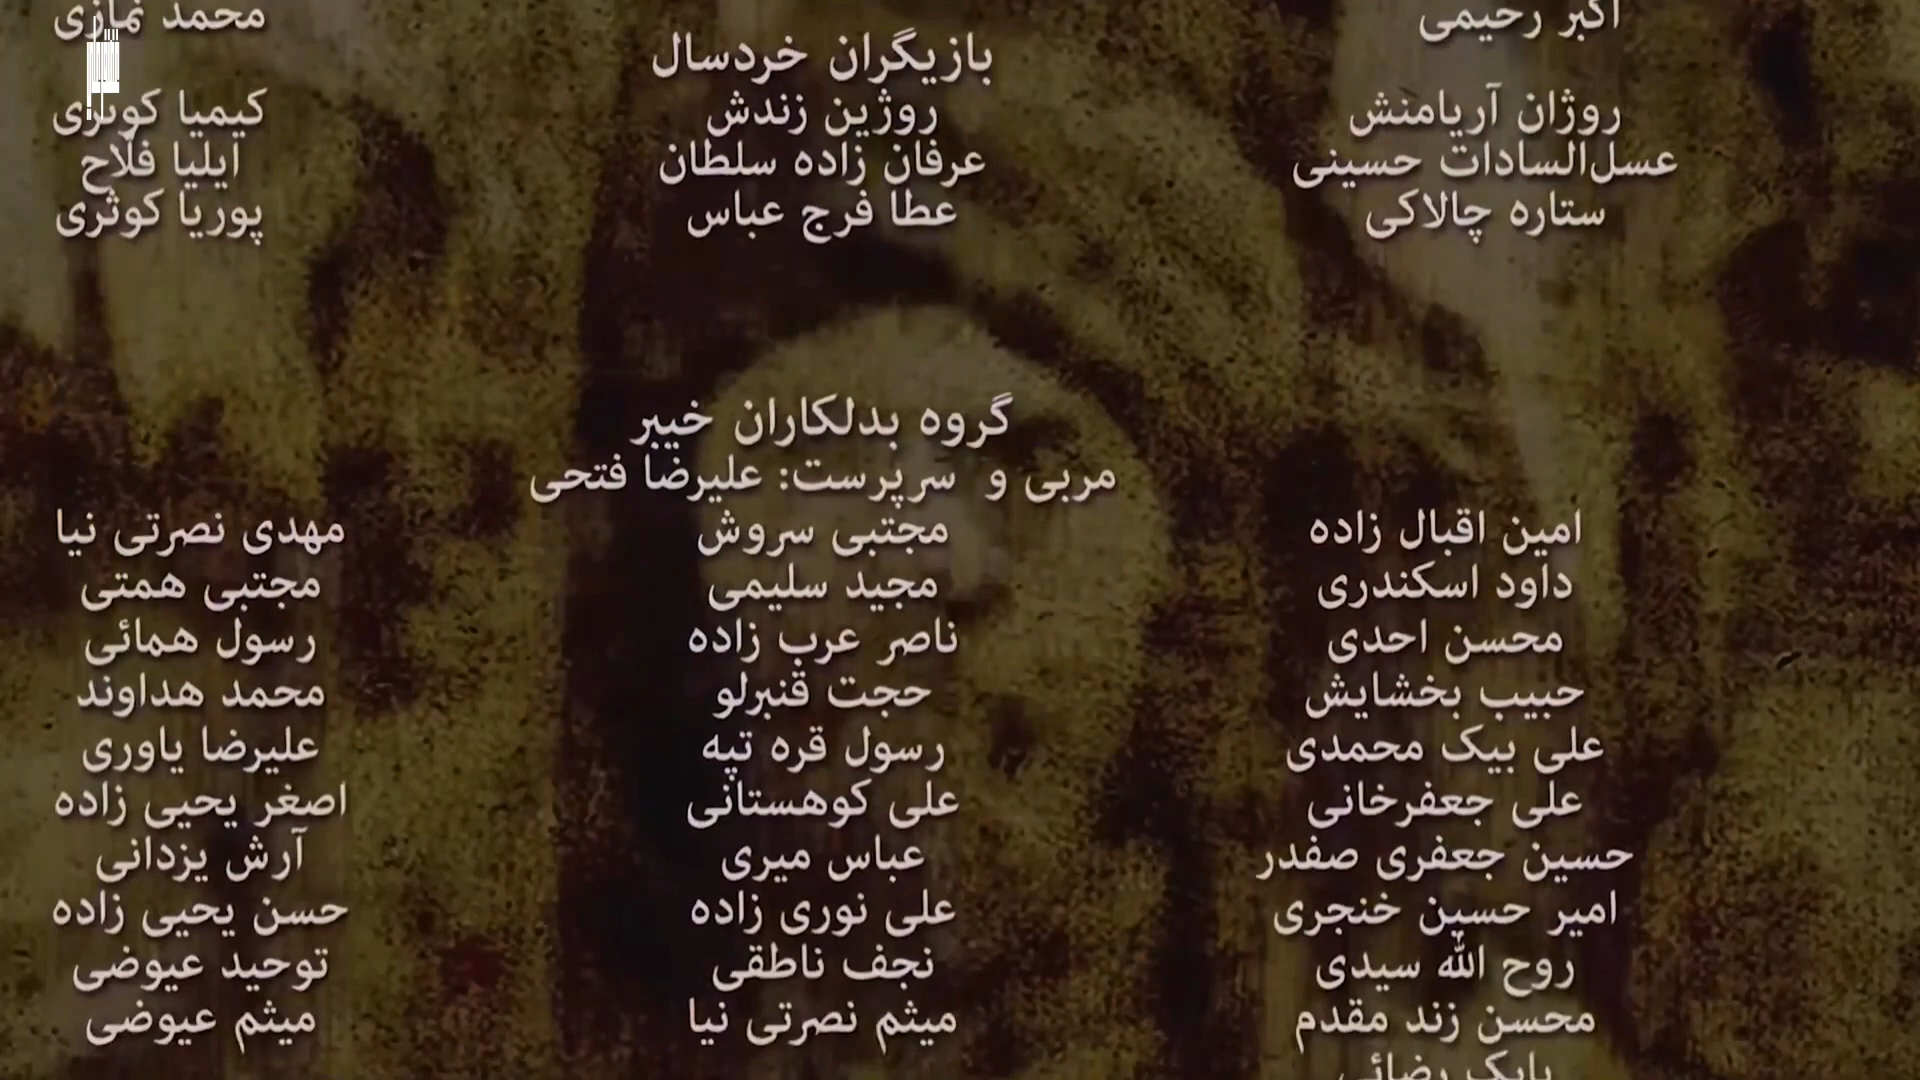 اکبر رحیمی
محمد نمازی
بازیگران خردسال
روژان آریامنش
روژین زندش
کیمیا کوثری
عسل‌السادات حسینی
عرفان زاده سلطان
ایلیا فلاح
ستاره چالاکی
عطا فرج عباس
پوریا کوثری
گروه بدلکاران خیبر
مربی و سرپرست: علیرضا فتحی
امین اقبال زاده
مجتبی سروش
مهدی نصرتی نیا
داود اسکندری
مجید سلیمی
مجتبی همتی
محسن احدی
ناصر عرب زاده
رسول همائی
حبیب بخشایش
حجت قنبرلو
محمد هداوند
علی بیک محمدی
رسول قره تپه
علیرضا یاوری
علی جعفرخانی
علی کوهستانی
اصغر یحیی زاده
حسین جعفری صفدر
عباس میری
آرش یزدانی
امیر حسین خنجری
علی نوری زاده
حسن یحیی زاده
روح الله سیدی
نجف ناطقی
توحید عیوضی
محسن زند مقدم
میثم نصرتی نیا
میثم عیوضی
بابک رضائی